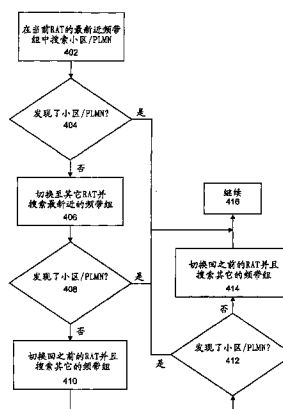 在当前RAT的最新近频带
组中搜索小区/PLMN
402
发现了小区/PLMN?
404
是
否
切换至其它RAT并
搜索最新近的频带组
406
发现了小区/PLMN?
408
是
否
切换回之前的RAT并且
搜索其它的频带组
410
继续
416
切换回之前的RAT并且
搜索其它的频带组
414
否
发现了小区/PLMN?
412
是